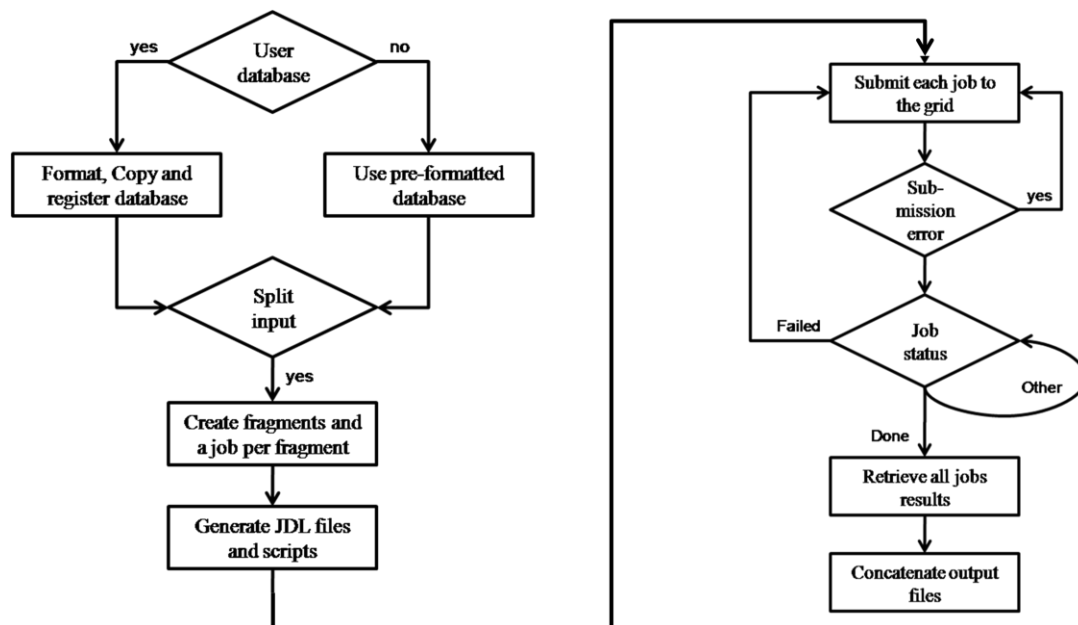 yes
User
database
no
Format, Copy and
register database
Use pre-formatted
database
Split
input
yes
Create fragments and
a job per fragment
Generate JDL files
and scripts
Submit each job to
the grid
Sub-
mission
error
yes
Failed
Job
status
Other
Done
Retrieve all jobs
results
Concatenate output
files